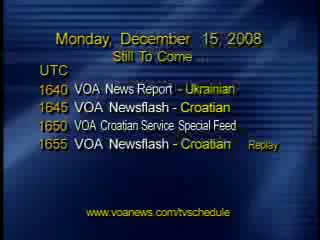 Monday, December 15, 2008
Still To Come ...
UTC
1640 VOA News Report - Ukrainian
1645 VOA Newsflash - Croatian
1650 VOA Croatian Service Special Feed
1655 VOA Newsflash - Croatian Replay
www.voanews.com/tvschedule